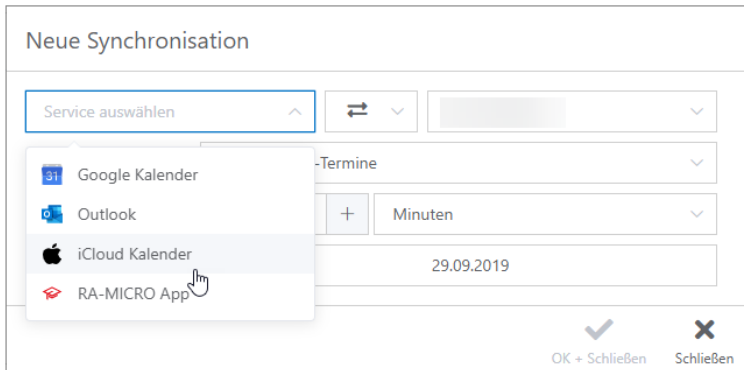 Neue Synchronisation
Service auswählen
-Termine
31 Google Kalender
Outlook
+ Minuten
iCloud Kalender
29.09.2019
RA-MICRO App
OK + Schließen Schließen